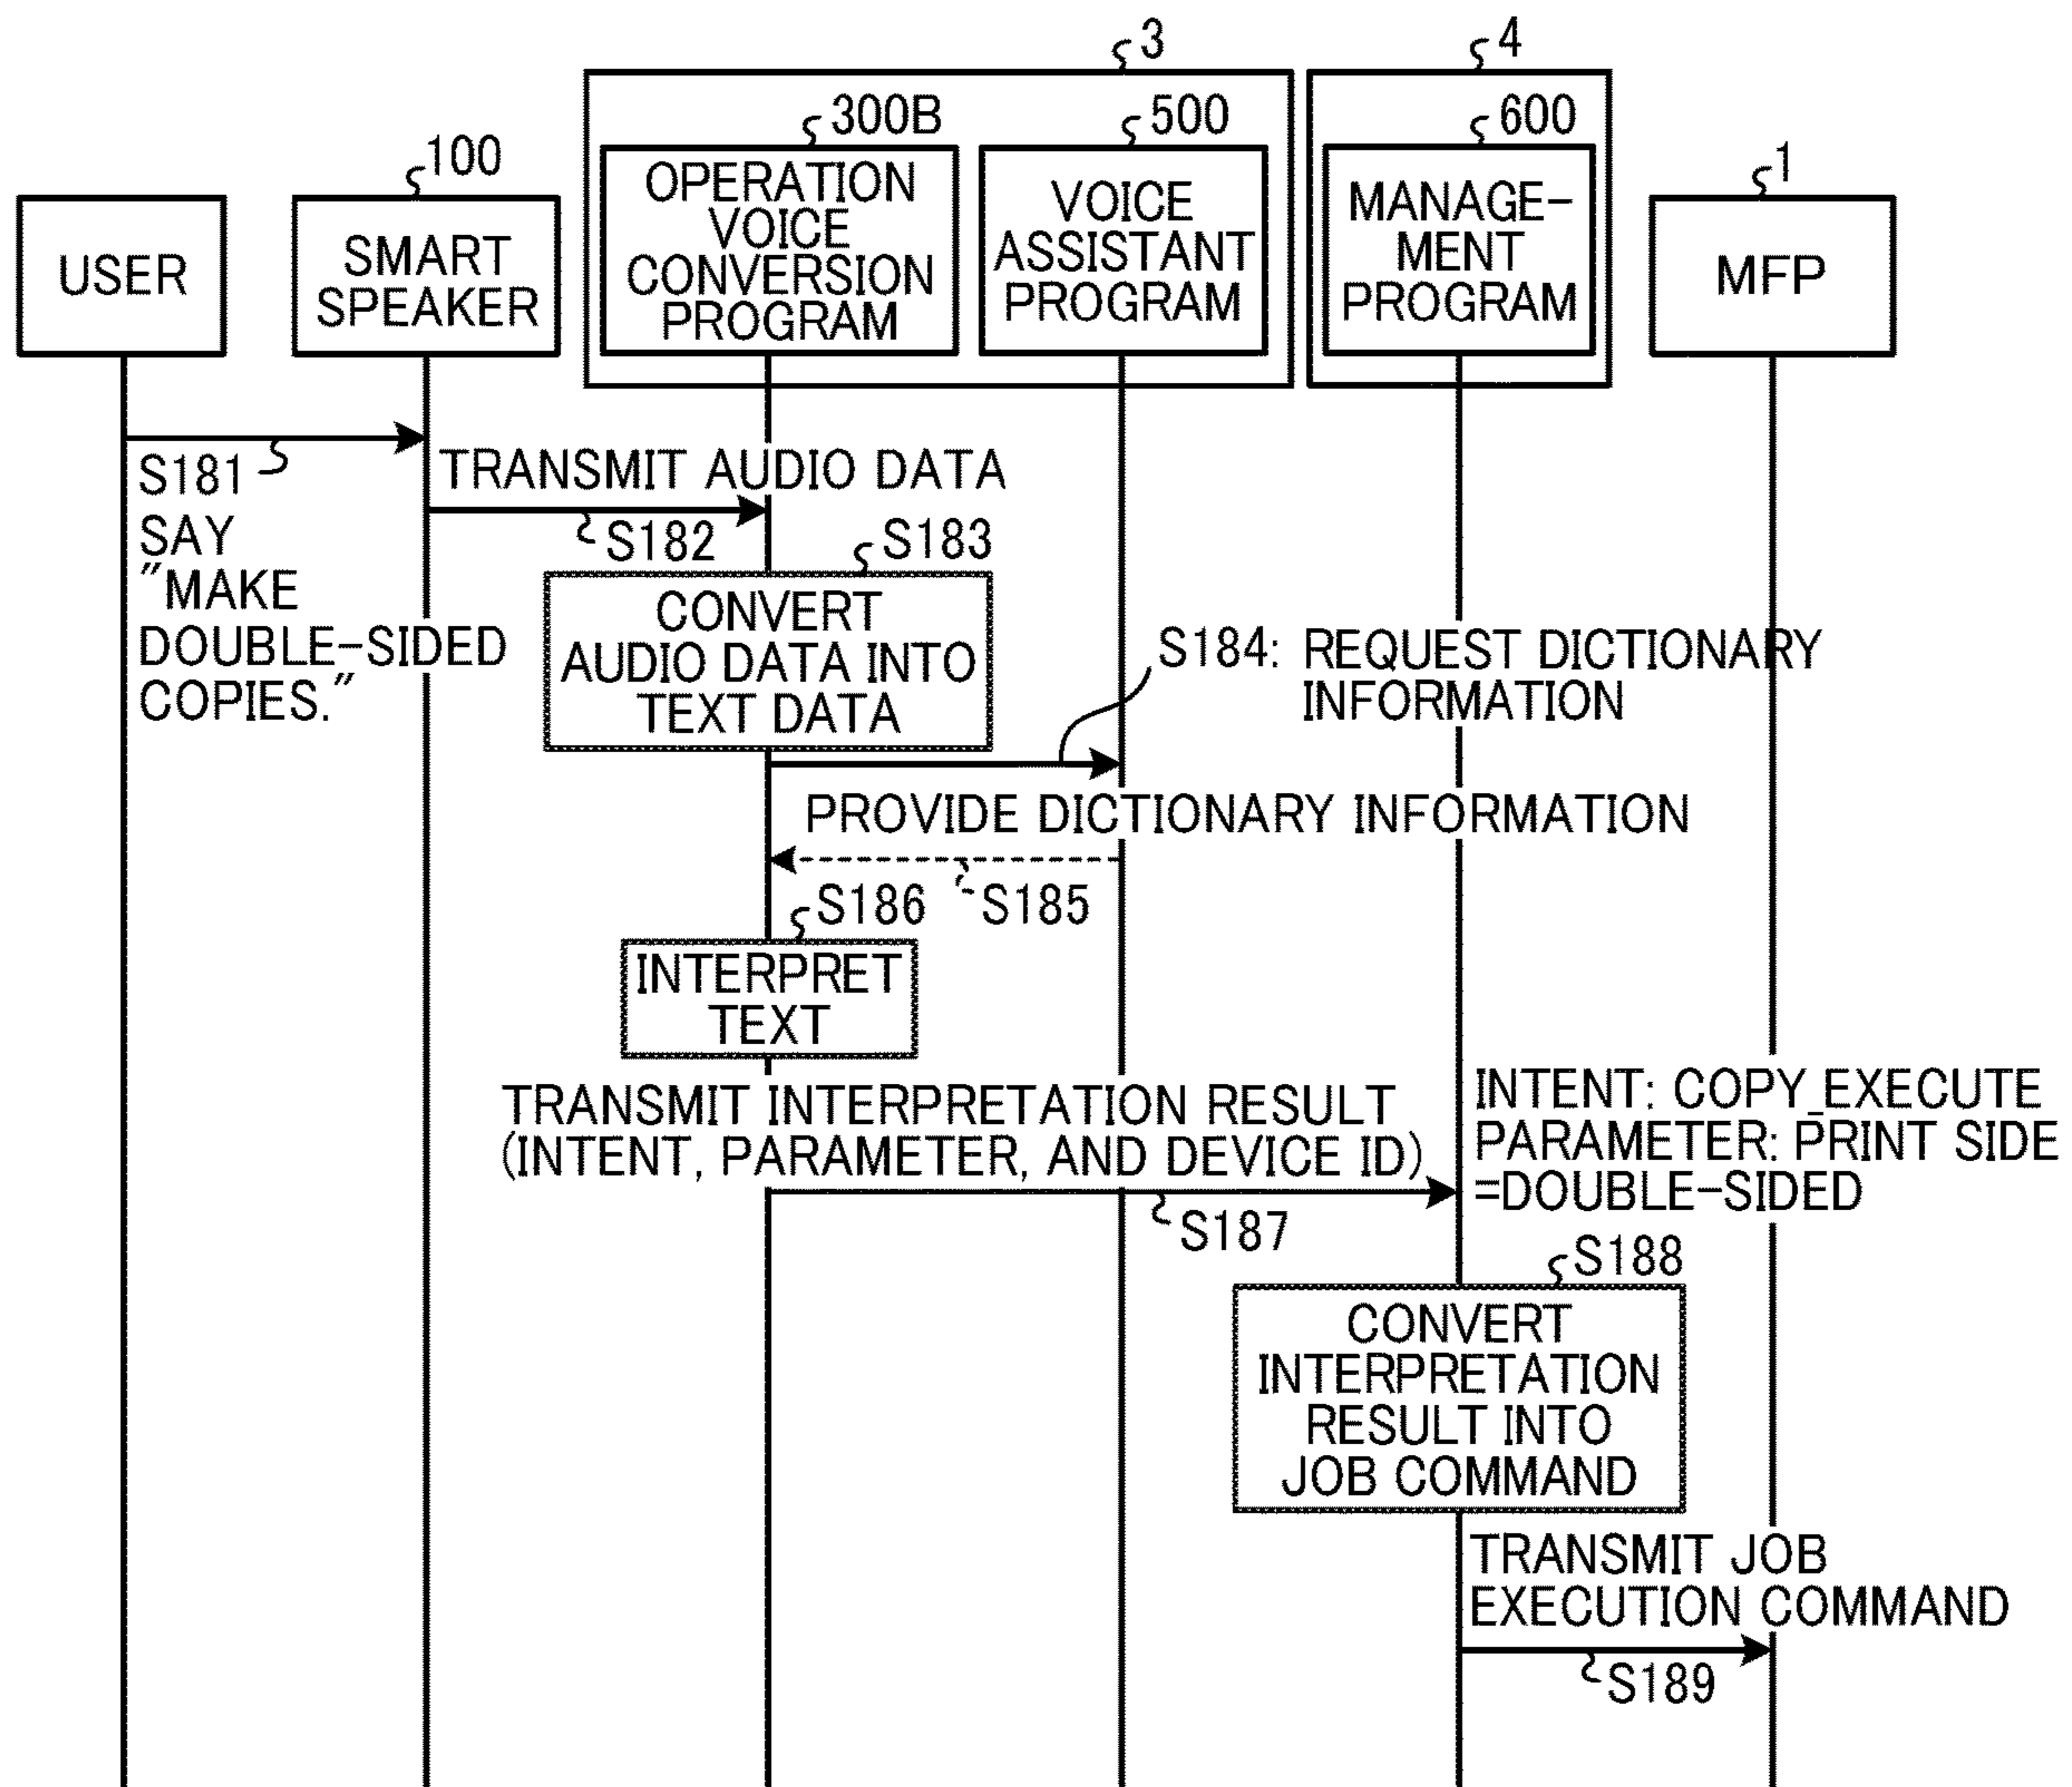 3
4
300B
500
600
100
1
USER
SMART
SPEAKER
OPERATION
VOICE
CONVERSION
PROGRAM
VOICE
ASSISTANT
PROGRAM
MANAGE-
MENT
PROGRAM
MFP
S181
SAY
"MAKE
DOUBLE-SIDED
COPIES."
TRANSMIT AUDIO DATA
S182
S183
CONVERT
AUDIO DATA INTO
TEXT DATA
S184: REQUEST DICTIONARY
INFORMATION
PROVIDE DICTIONARY INFORMATION
S185
S186
INTERPRET
TEXT
TRANSMIT INTERPRETATION RESULT
(INTENT, PARAMETER, AND DEVICE ID)
S187
INTENT: COPY_EXECUTE
PARAMETER: PRINT SIDE
=DOUBLE-SIDED
S188
CONVERT
INTERPRETATION
RESULT INTO
JOB COMMAND
TRANSMIT JOB
EXECUTION COMMAND
S189